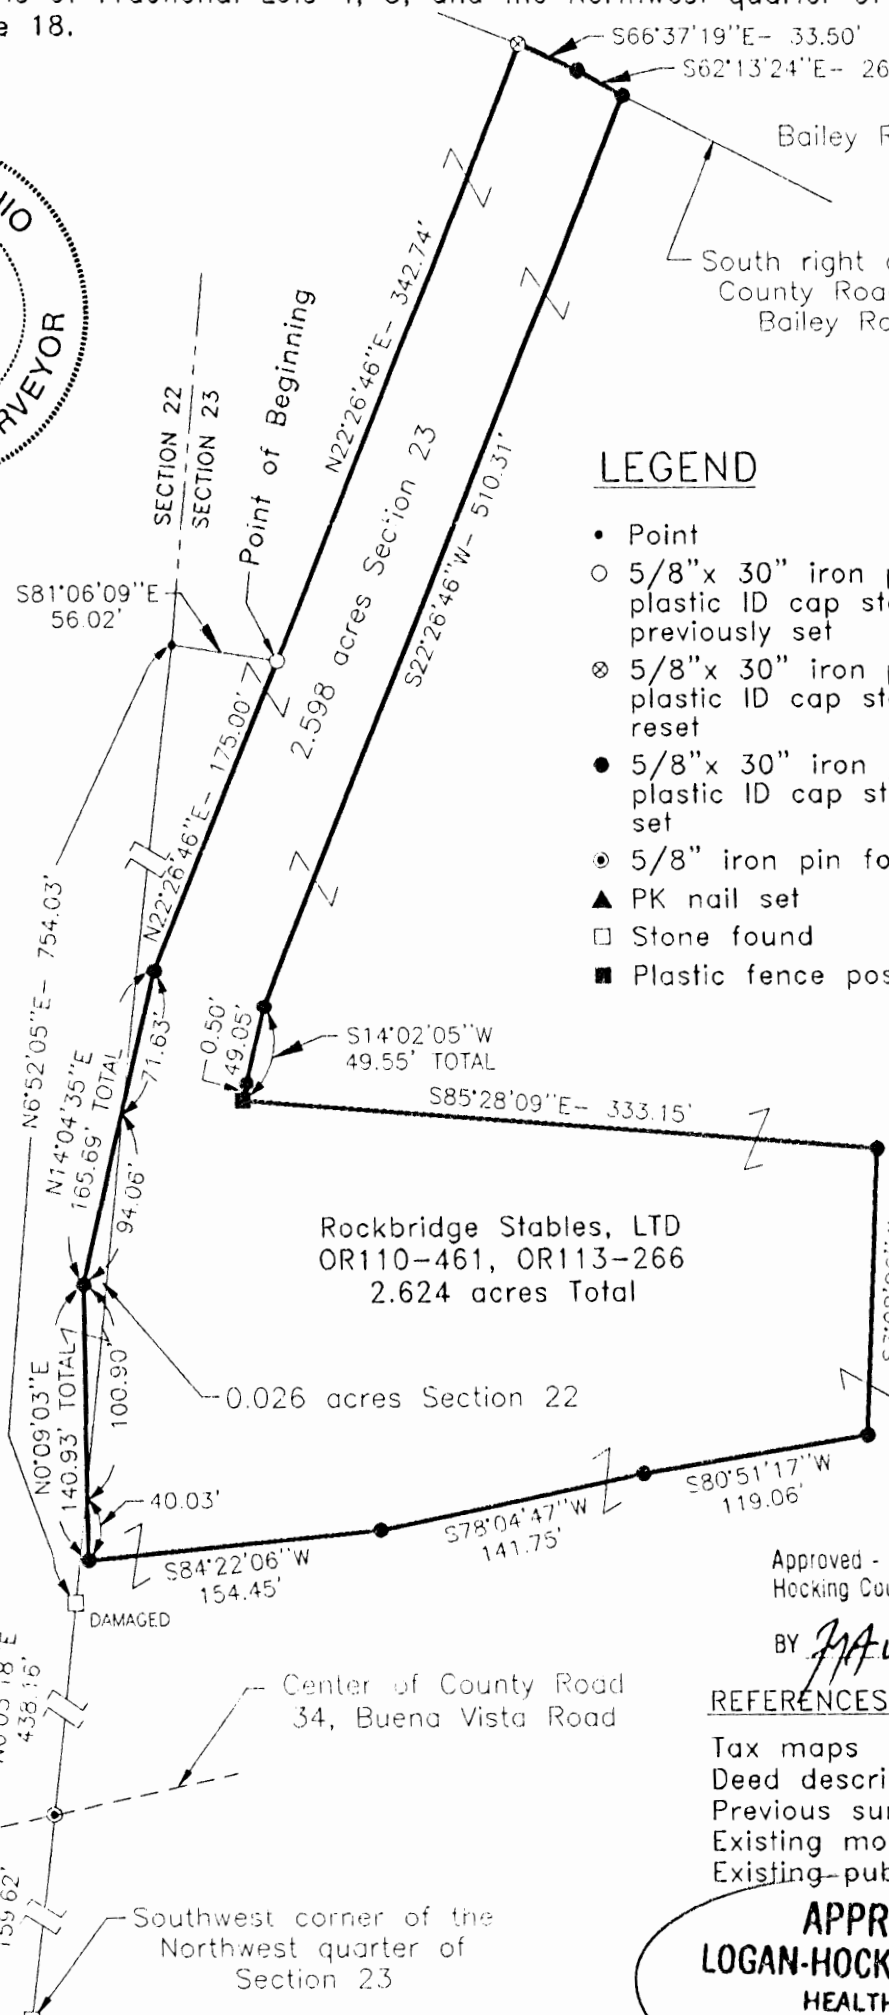 e 18.
S66°37'19"E- 33.50'
S62°13'24"E- 26
Bailey R
South right
County Roa
Bailey Ro
SECTION 22
SECTION 23
Point of Beginning
N22°26'46"E- 342.74'
2.598 acres Section 23
S22°26'46"W- 510.31'
S81°06'09"E
56.02'
LEGEND
Point
5/8"x 30" iron p
plastic ID cap st
previously set
5/8"x 30" iron p
plastic ID cap st
reset
5/8"x 30" iron
plastic ID cap st
set
5/8" iron pin fo
PK nail set
Stone found
Plastic fence pos
N22°26'46"E- 175.00'
N6°52'05"E- 754.03'
N14°04'35"E
165.69' TOTAL
71.63'
94.06'
0.50'
49.05'
S14°02'05"W
49.55' TOTAL
S85°28'09"E- 333.15'
Rockbridge Stables, LTD
OR110-461, OR113-266
2.624 acres Total
0.026 acres Section 22
N0°09'03"E
140.93' TOTAL
100.90'
40.03'
S84°22'06"W
154.45'
S78°04'47"W
141.75'
S80°51'17"W
119.06'
DAMAGED
438.16'
Approved -
Hocking Cou
BY
Center of County Road
34, Buena Vista Road
REFERENCES
Tax maps
Deed descri
Previous sur
Existing mo
Existing pub
159.62'
Southwest corner of the
Northwest quarter of
Section 23
APPR
LOGAN-HOCK
HEALTH
IO
RVEYOR